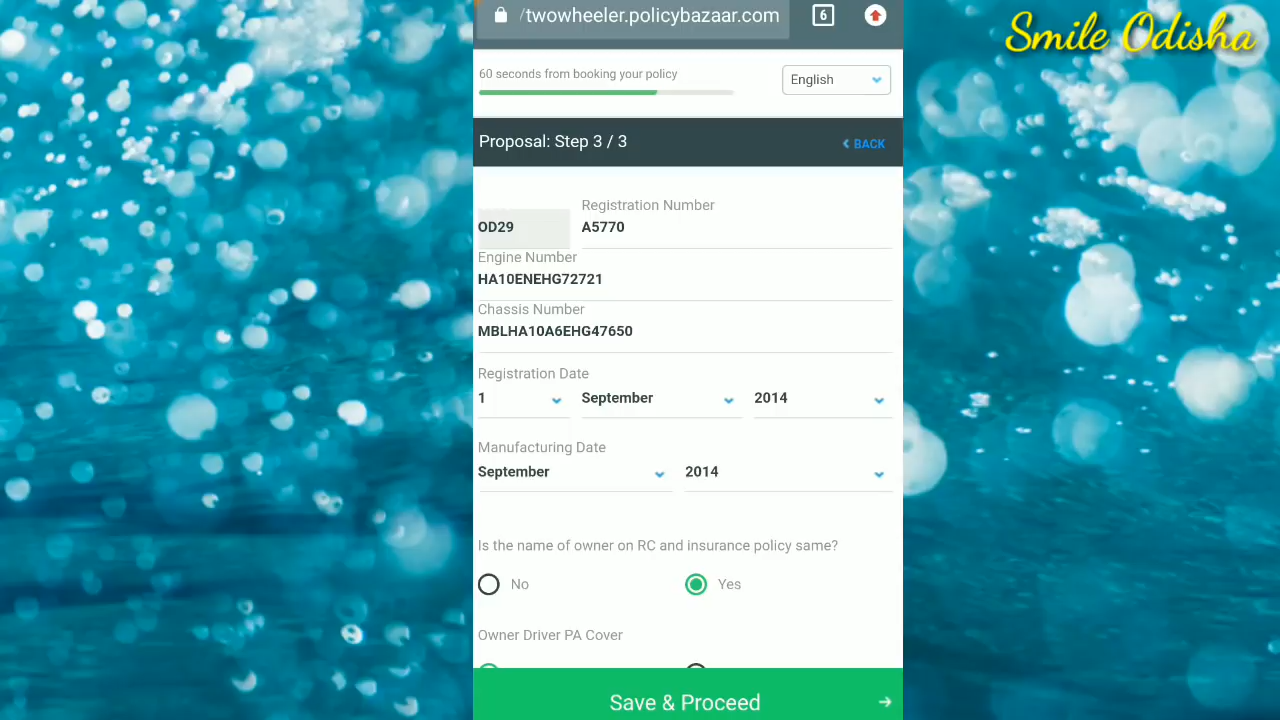 Smile Odisha
/twowheeler.policybazaar.com 6
60 seconds from booking your policy English
Proposal: Step 3 / 3 BACK
Registration Number
OD29 A5770
Engine Number
HA10ENEHG72721
Chassis Number
MBLHA10A6EHG47650
Registration Date
1 September 2014
Manufacturing Date
September 2014
Is the name of owner on RC and insurance policy same?
No Yes
Owner Driver PA Cover
Save & Proceed